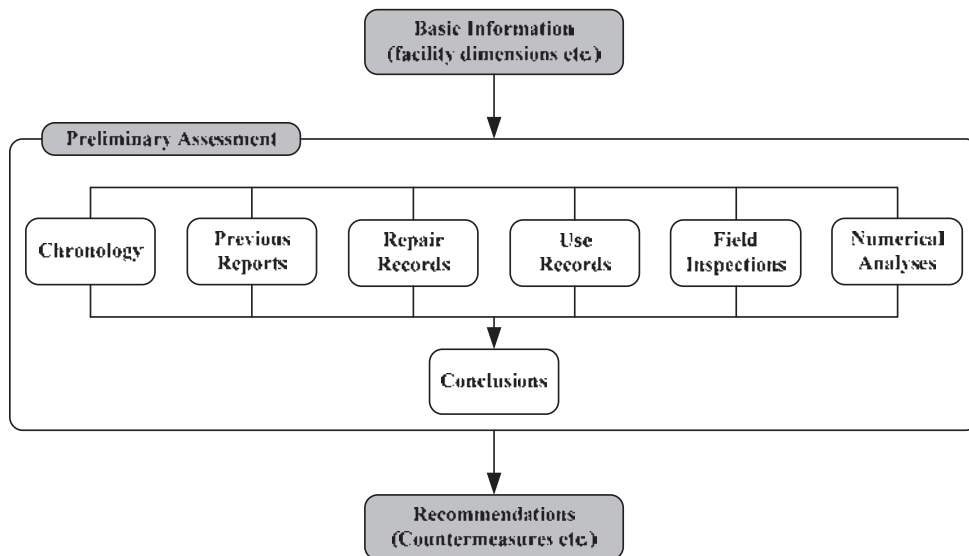 Basic Information
(facility dimensions etc.)
Preliminary Assessment
Chronology
Previous
Reports
Repair
Records
Use
Records
Field
Inspections
Numerical
Analyses
Conclusions
Recommendations
(Countermeasures etc.)